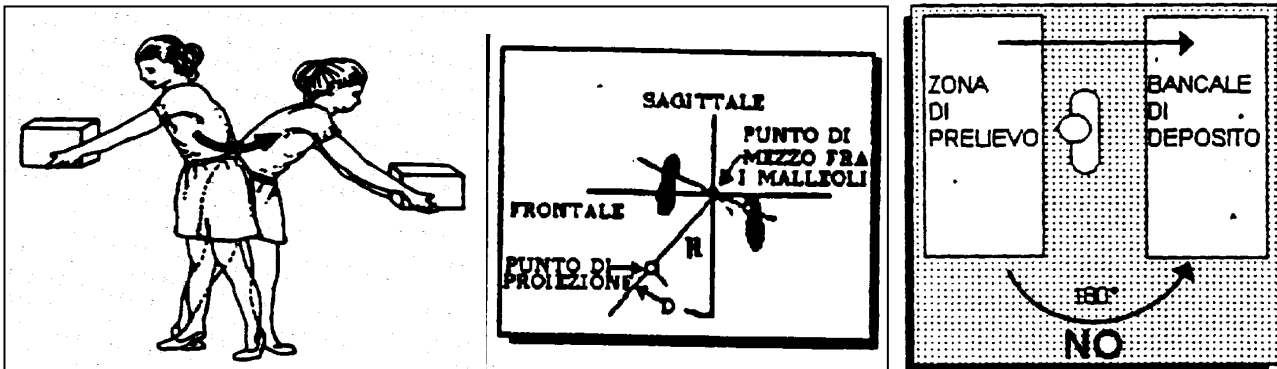 SAGITTALE
PUNTO DI
MEZZO FRA
I MALLEOLI
FRONTALE
PUNTO DI
PROIEZIONE
D
ZONA
DI
PRELIEVO
BANCALE
DI
DEPOSITO
180°
NO